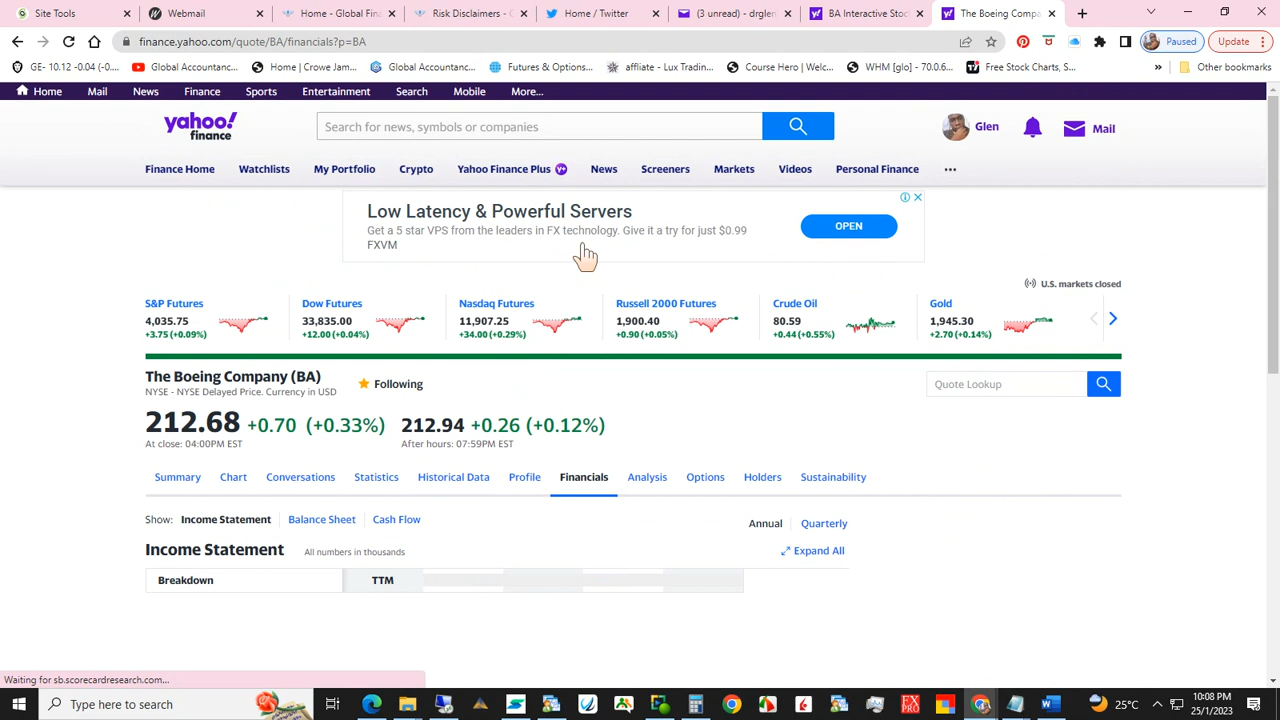 Site Tools
Webmail
Home - Global Fina
Risk Disclaimers - C
Home / Twitter
(3 unread) - drglen
BA Interactive Stoc
The Boeing Compa
finance.yahoo.com/quote/BA/financials?p=BA
Paused
Update
GE- 10.12 -0.04 (-0....
Global Accountanc...
Home | Crowe Jam...
Global Accountanc...
Futures & Options...
affliate - Lux Tradin...
Course Hero | Welc...
WHM [glo] - 70.0.6...
Free Stock Charts, S...
»
Other bookmarks
Home
Mail
News
Finance
Sports
Entertainment
Search
Mobile
More...
yahoo!
finance
Search for news, symbols or companies
Glen
Mail
Finance Home
Watchlists
My Portfolio
Crypto
Yahoo Finance Plus
News
Screeners
Markets
Videos
Personal Finance
Low Latency & Powerful Servers
Get a 5 star VPS from the leaders in FX technology. Give it a try for just $0.99
FXVM
OPEN
U.S. markets closed
S&P Futures
4,035.75
+3.75 (+0.09%)
Dow Futures
33,835.00
+12.00 (+0.04%)
Nasdaq Futures
11,907.25
+34.00 (+0.29%)
Russell 2000 Futures
1,900.40
+0.90 (+0.05%)
Crude Oil
80.59
+0.44 (+0.55%)
Gold
1,945.30
+2.70 (+0.14%)
The Boeing Company (BA)
NYSE - NYSE Delayed Price. Currency in USD
Following
Quote Lookup
212.68 +0.70 (+0.33%)
At close: 04:00PM EST
212.94 +0.26 (+0.12%)
After hours: 07:59PM EST
Summary
Chart
Conversations
Statistics
Historical Data
Profile
Financials
Analysis
Options
Holders
Sustainability
Show: Income Statement
Balance Sheet
Cash Flow
Annual
Quarterly
Income Statement All numbers in thousands
Expand All
Breakdown
TTM
Waiting for sb.scorecardresearch.com...
Type here to search
25°C
10:08 PM
25/1/2023